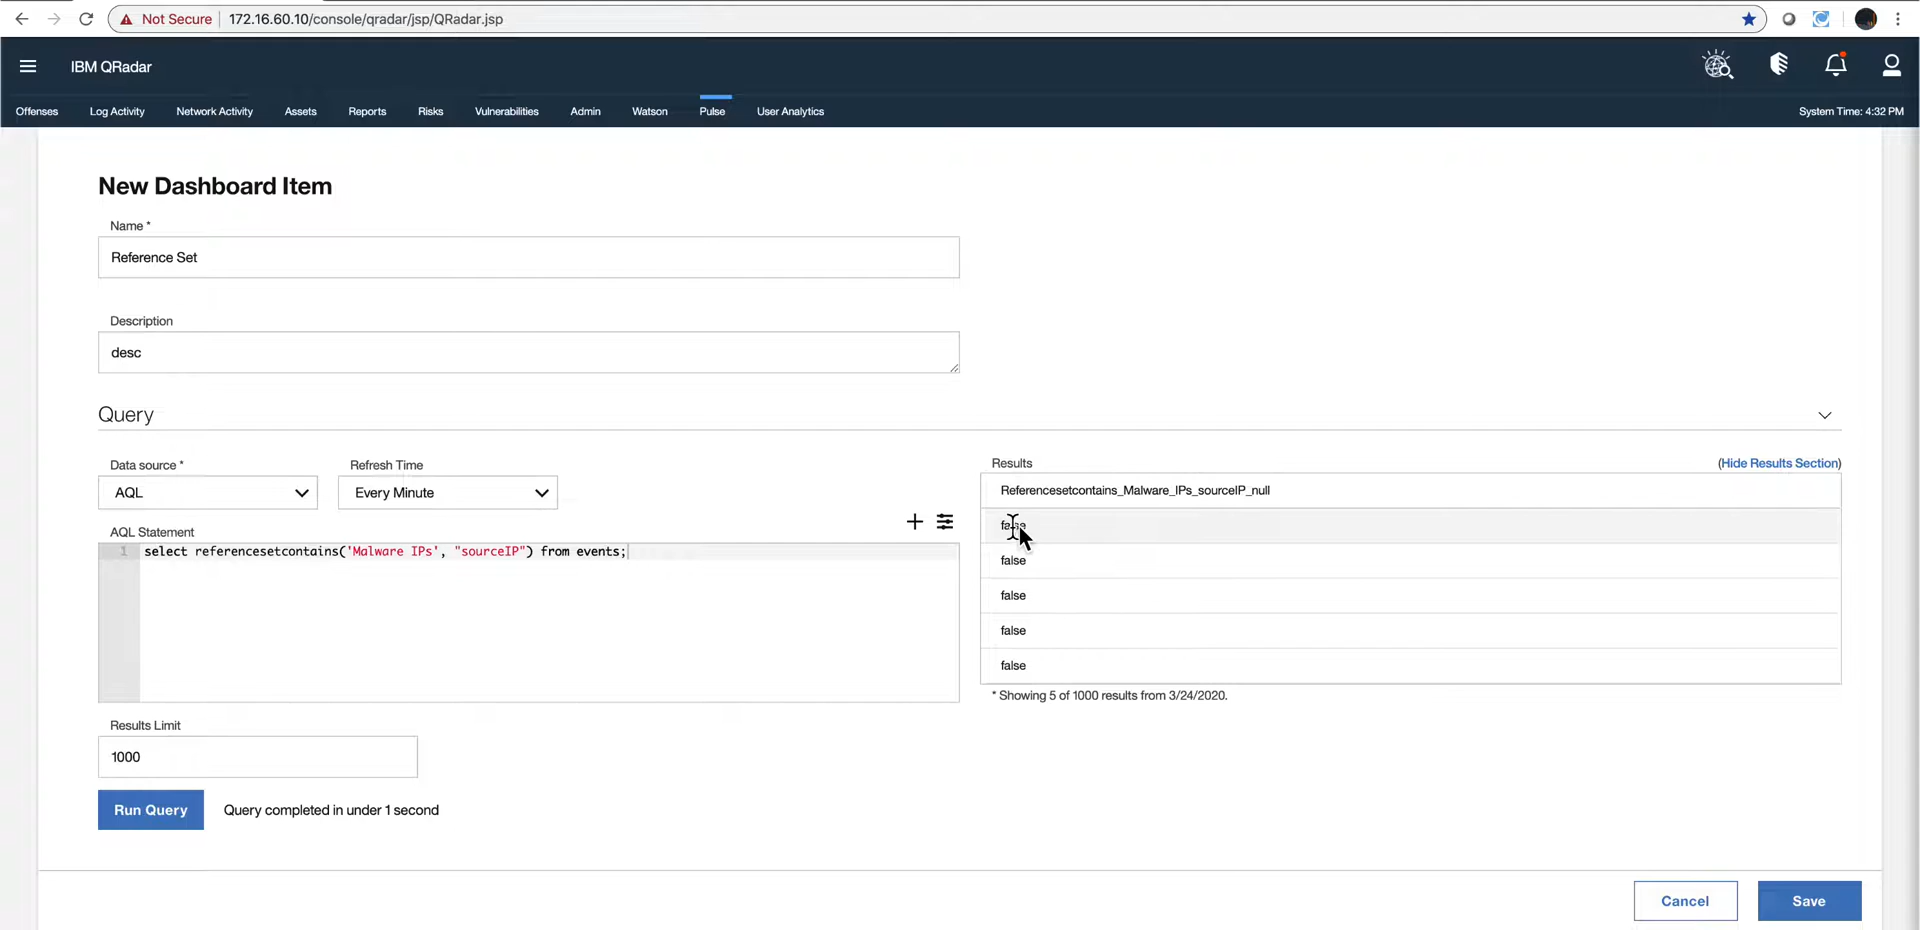 Not Secure | 172.16.60.10/console/qradar/jsp/QRadar.jsp
IBM QRadar
Offenses Log Activity Network Activity Assets Reports Risks Vulnerabilities Admin Watson Pulse User Analytics System Time: 4:32 PM
New Dashboard Item
Name *
Reference Set
Description
desc
Query
Data source * Refresh Time
AQL Every Minute
AQL Statement
1 select referencesetcontains('Malware IPs', "sourceIP") from events;
Results Limit
1000
Run Query Query completed in under 1 second
Results (Hide Results Section)
Referencesetcontains_Malware_IPs_sourceIP_null
false
false
false
false
false
* Showing 5 of 1000 results from 3/24/2020.
Cancel Save